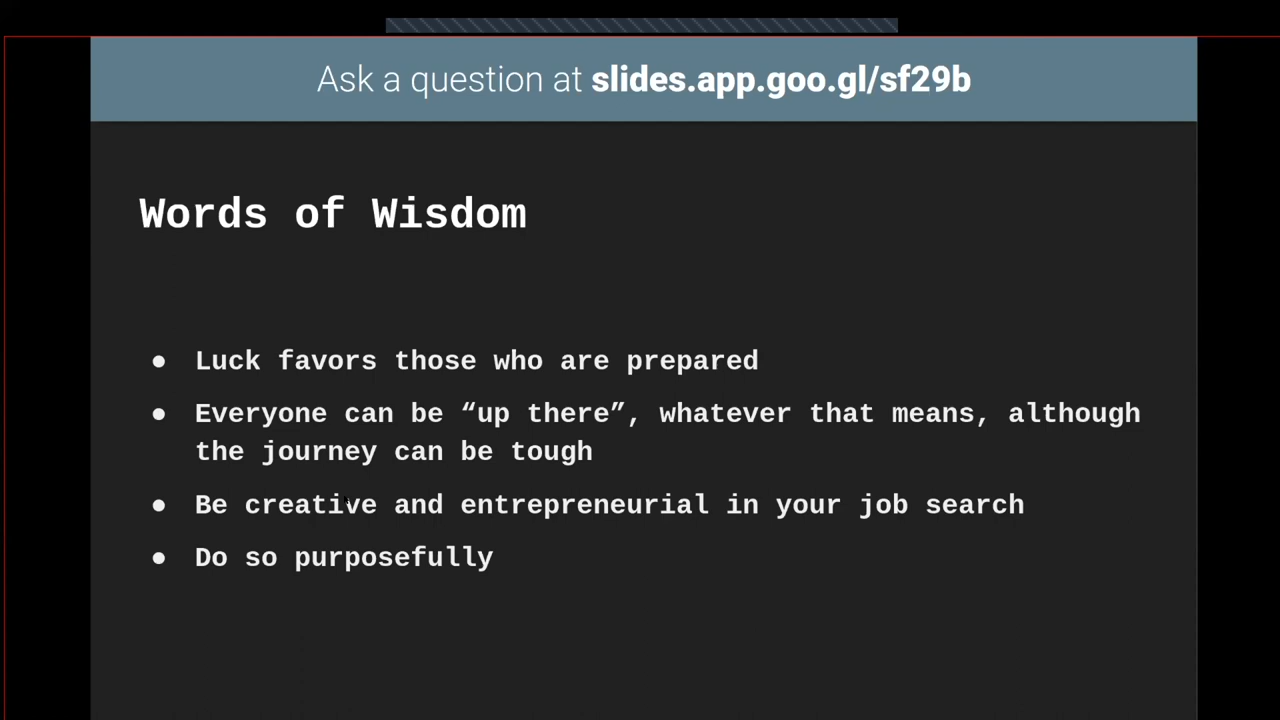 Ask a question at slides.app.goo.gl/sf29b
Words of Wisdom
● Luck favors those who are prepared
● Everyone can be “up there”, whatever that means, although
the journey can be tough
● Be creative and entrepreneurial in your job search
● Do so purposefully